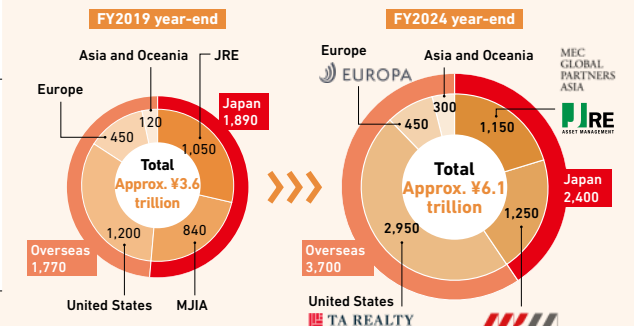 FY2019 year-end
Asia and Oceania
JRE
Europe
Japan
1,890
120
450
1,050
Total
Approx. ¥3.6
trillion
1,200
840
Overseas
1,770
United States
MJIA
FY2024 year-end
Europe
EUROPA
Asia and Oceania
MEC
GLOBAL
PARTNERS
ASIA
300
450
1,150
JRE
ASSET MANAGEMENT
Total
Approx. ¥6.1
trillion
Japan
2,400
2,950
1,250
Overseas
3,700
United States
TA REALTY